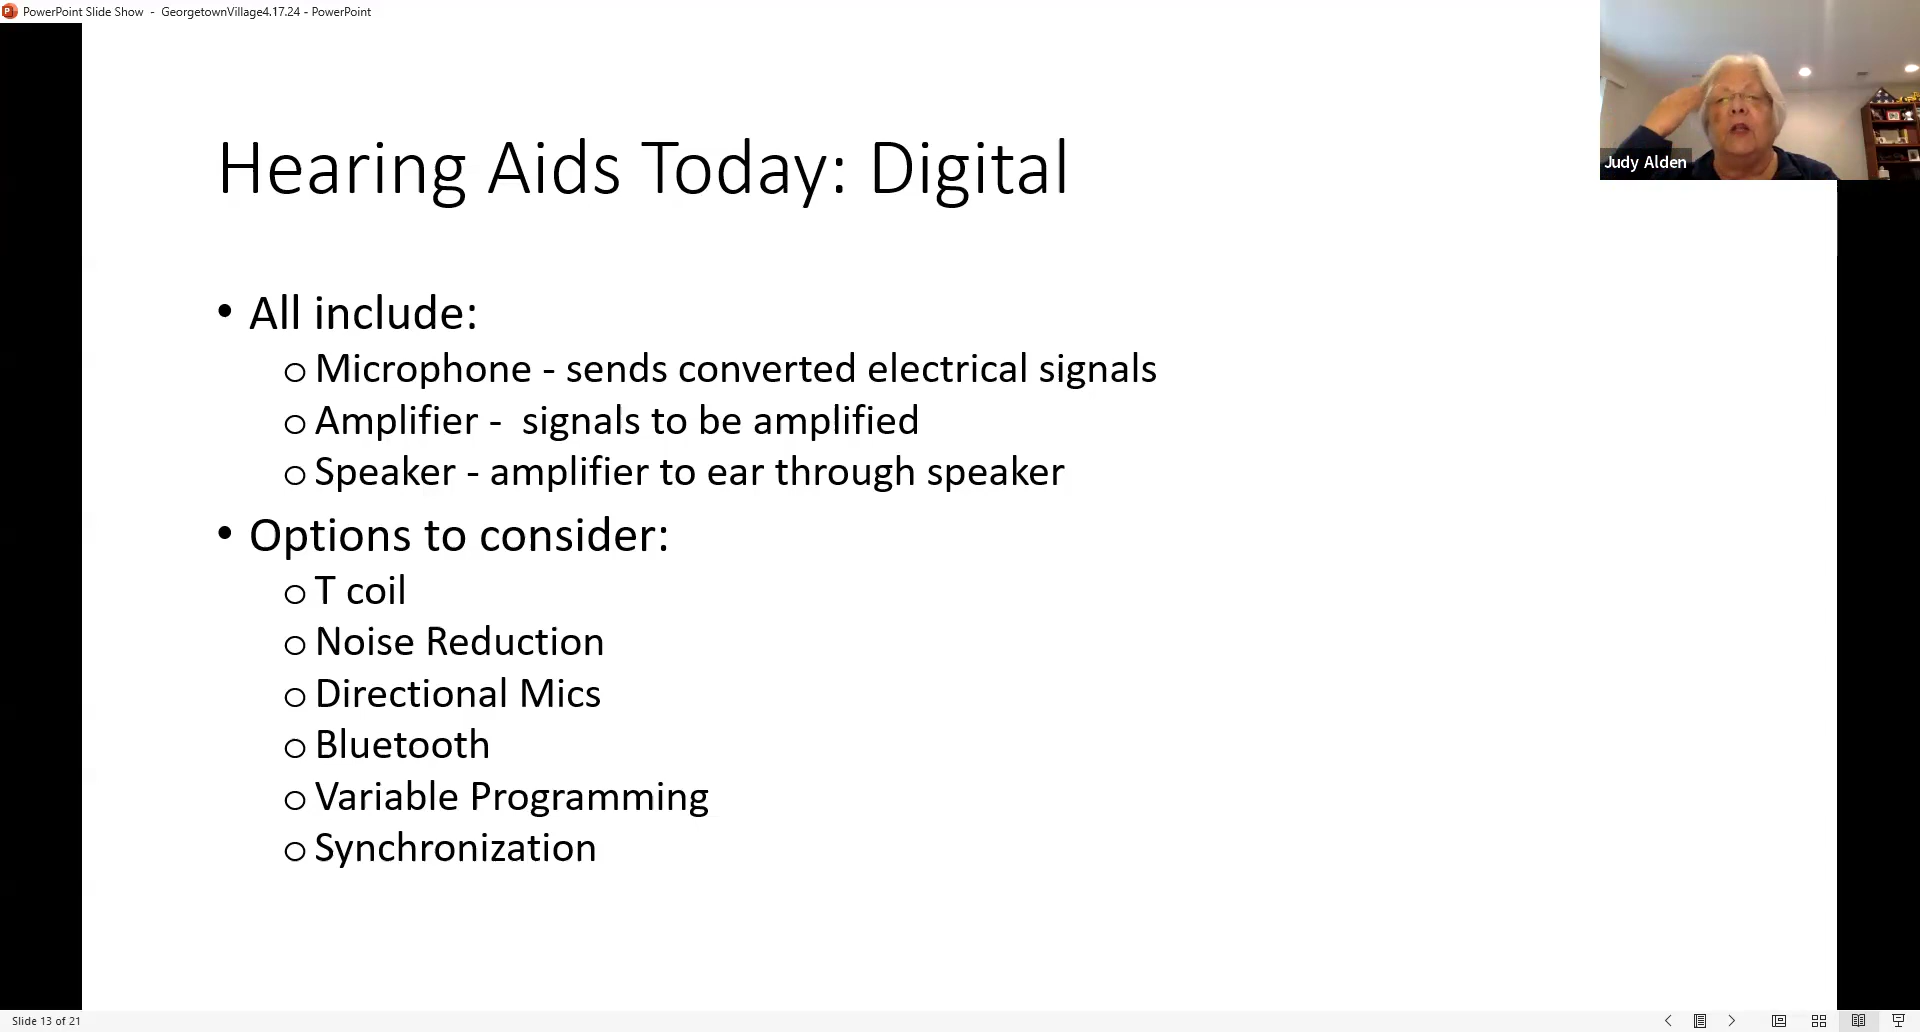 PowerPoint Slide Show - GeorgetownVillage4.17.24 - PowerPoint
Judy Alden
Hearing Aids Today: Digital
• All include:
o Microphone - sends converted electrical signals
o Amplifier -  signals to be amplified
o Speaker - amplifier to ear through speaker
• Options to consider:
o T coil
o Noise Reduction
o Directional Mics
o Bluetooth
o Variable Programming
o Synchronization
Slide 13 of 21